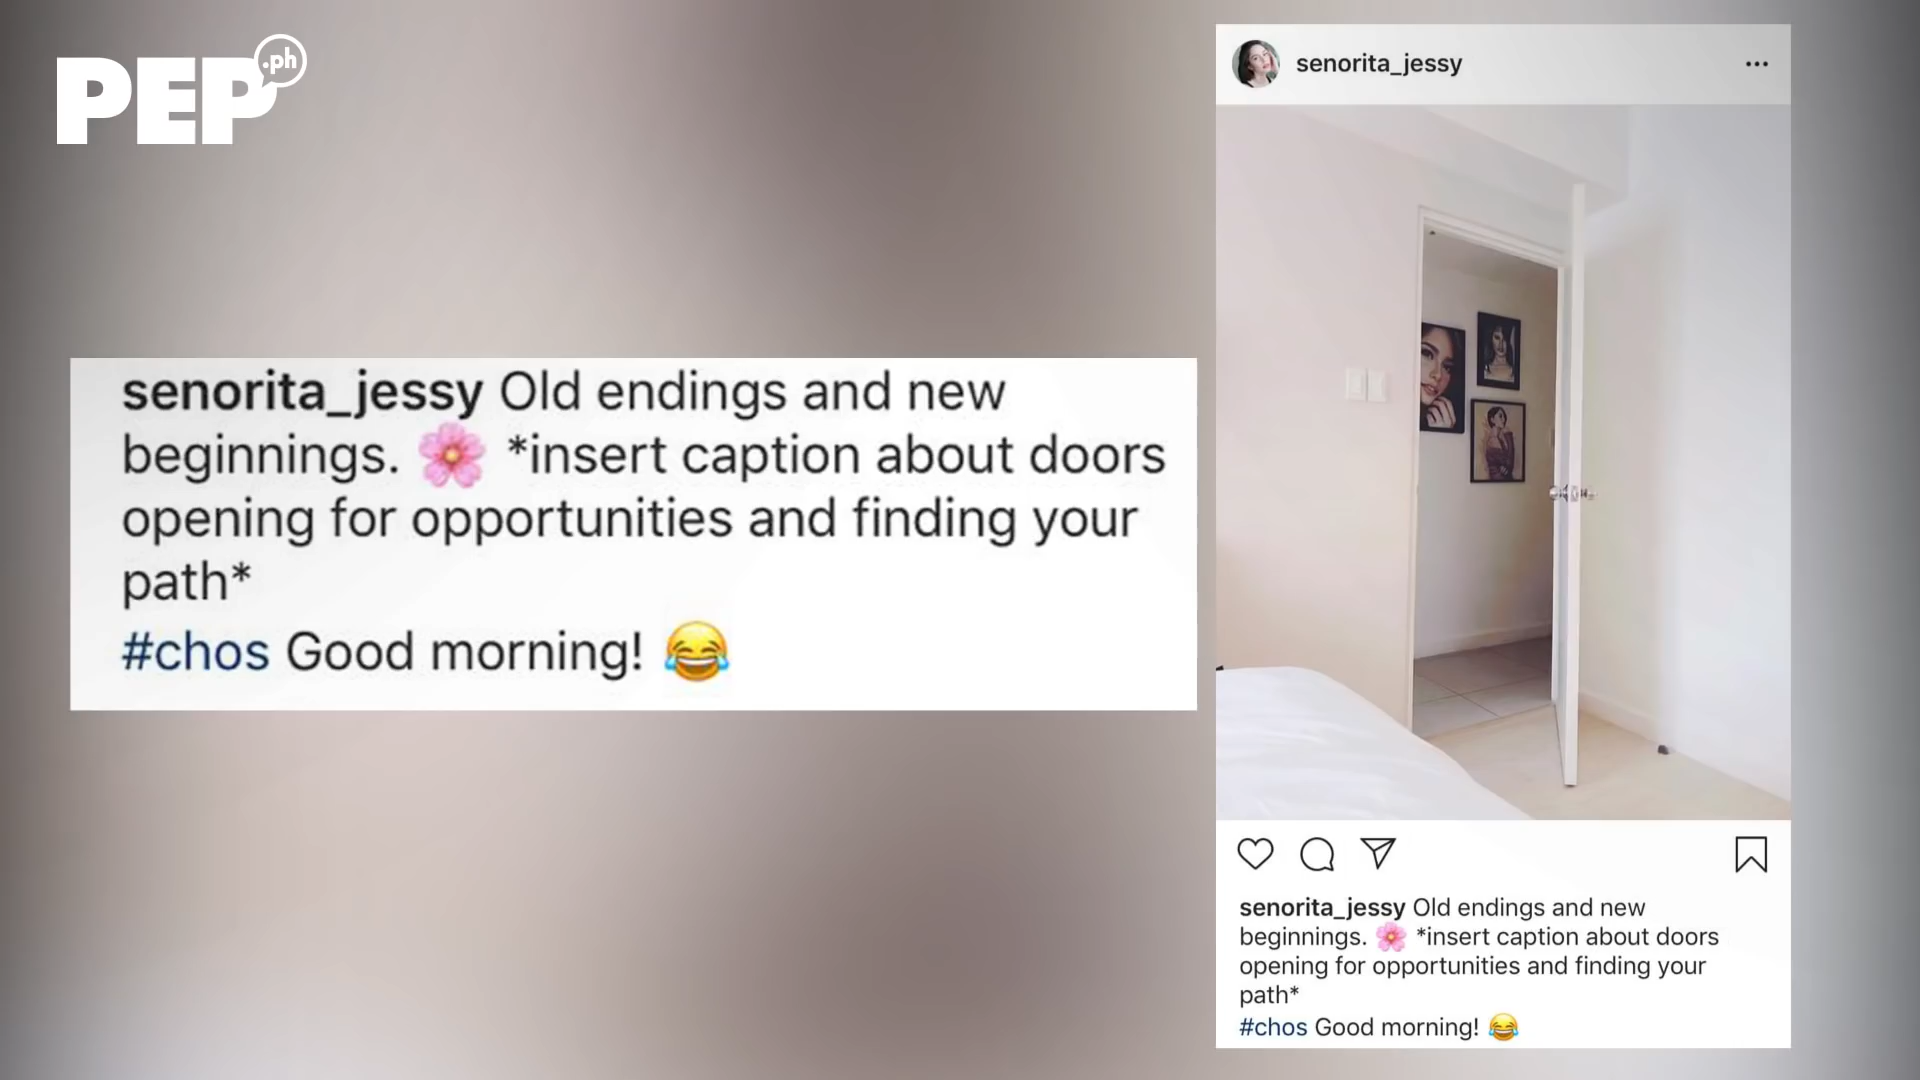 PEP.ph
senorita_jessy Old endings and new
beginnings. 🌸 *insert caption about doors
opening for opportunities and finding your
path*
#chos Good morning! 😂
senorita_jessy
senorita_jessy Old endings and new
beginnings. 🌸 *insert caption about doors
opening for opportunities and finding your
path*
#chos Good morning! 😂